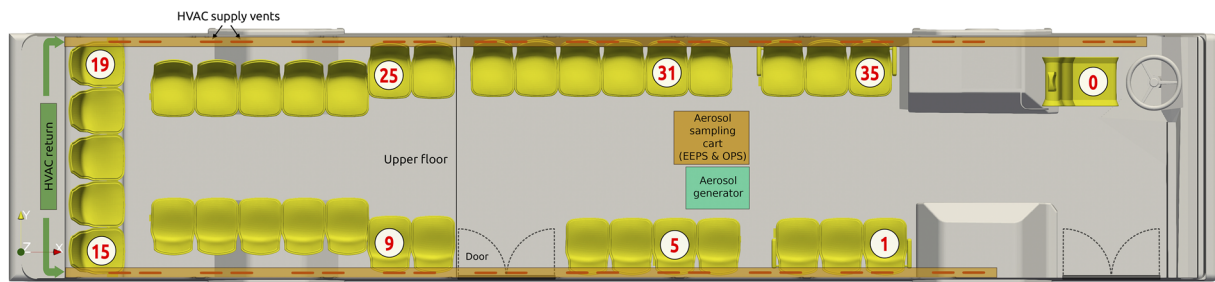 HVAC supply vents
19
25
31
35
0
HVAC return
Aerosol
sampling
cart
(EEPS & OPS)
Upper floor
Aerosol
generator
Y
Z
X
15
9
Door
5
1